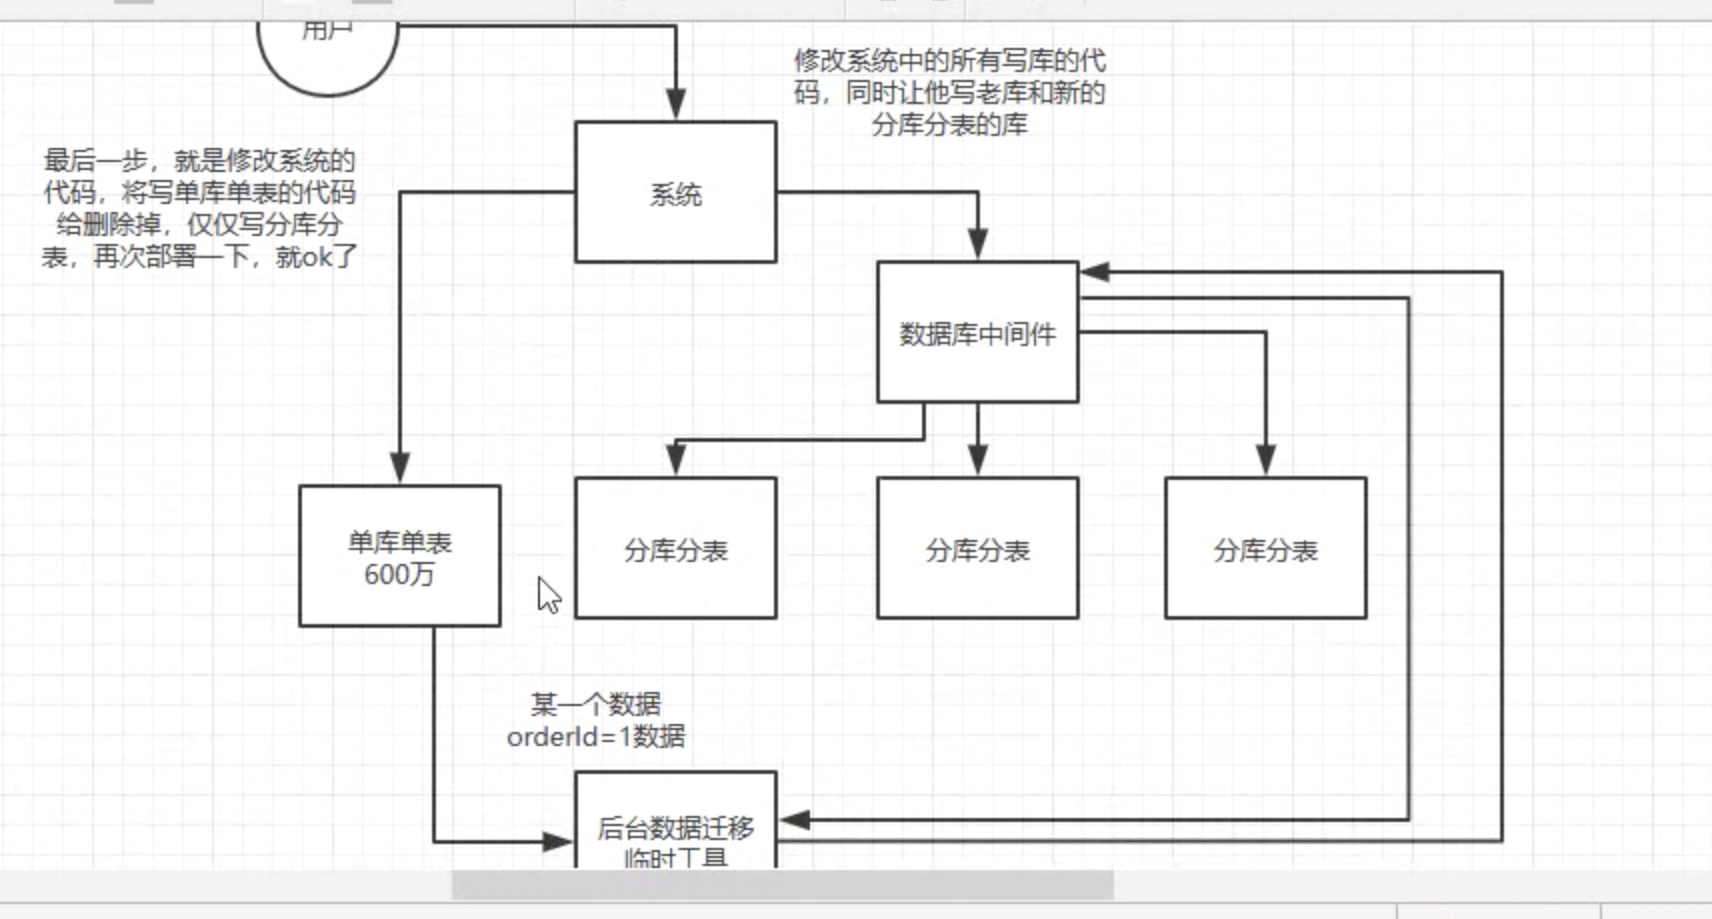 用户
修改系统中的所有写库的代
码，同时让他写老库和新的
分库分表的库
最后一步，就是修改系统的
代码，将写单库单表的代码
给删除掉，仅仅写分库分
表，再次部署一下，就ok了
系统
数据库中间件
单库单表
600万
分库分表
分库分表
分库分表
某一个数据
orderId=1数据
后台数据迁移
临时工具